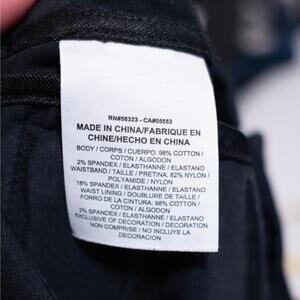 RN#56323 - CA#05553
MADE IN CHINA/FABRIQUE EN
CHINE/HECHO EN CHINA
BODY / CORPS / CUERPO: 98% COTTON /
COTON / ALGODON
2% SPANDEX / ELASTHANNE / ELASTANO
WAISTBAND / TAILLE / PRETINA: 82% NYLON /
POLYAMIDE / NYLON
18% SPANDEX / ELASTHANNE / ELASTANO
WAIST LINING / DOUBLURE DE TAILLE /
FORRO DE LA CINTURA: 98% COTTON /
COTON / ALGODON
2% SPANDEX / ELASTHANNE / ELASTANO
EXCLUSIVE OF DECORATION / DECORATION
NON COMPRISE / NO INCLUYE LA
DECORACION